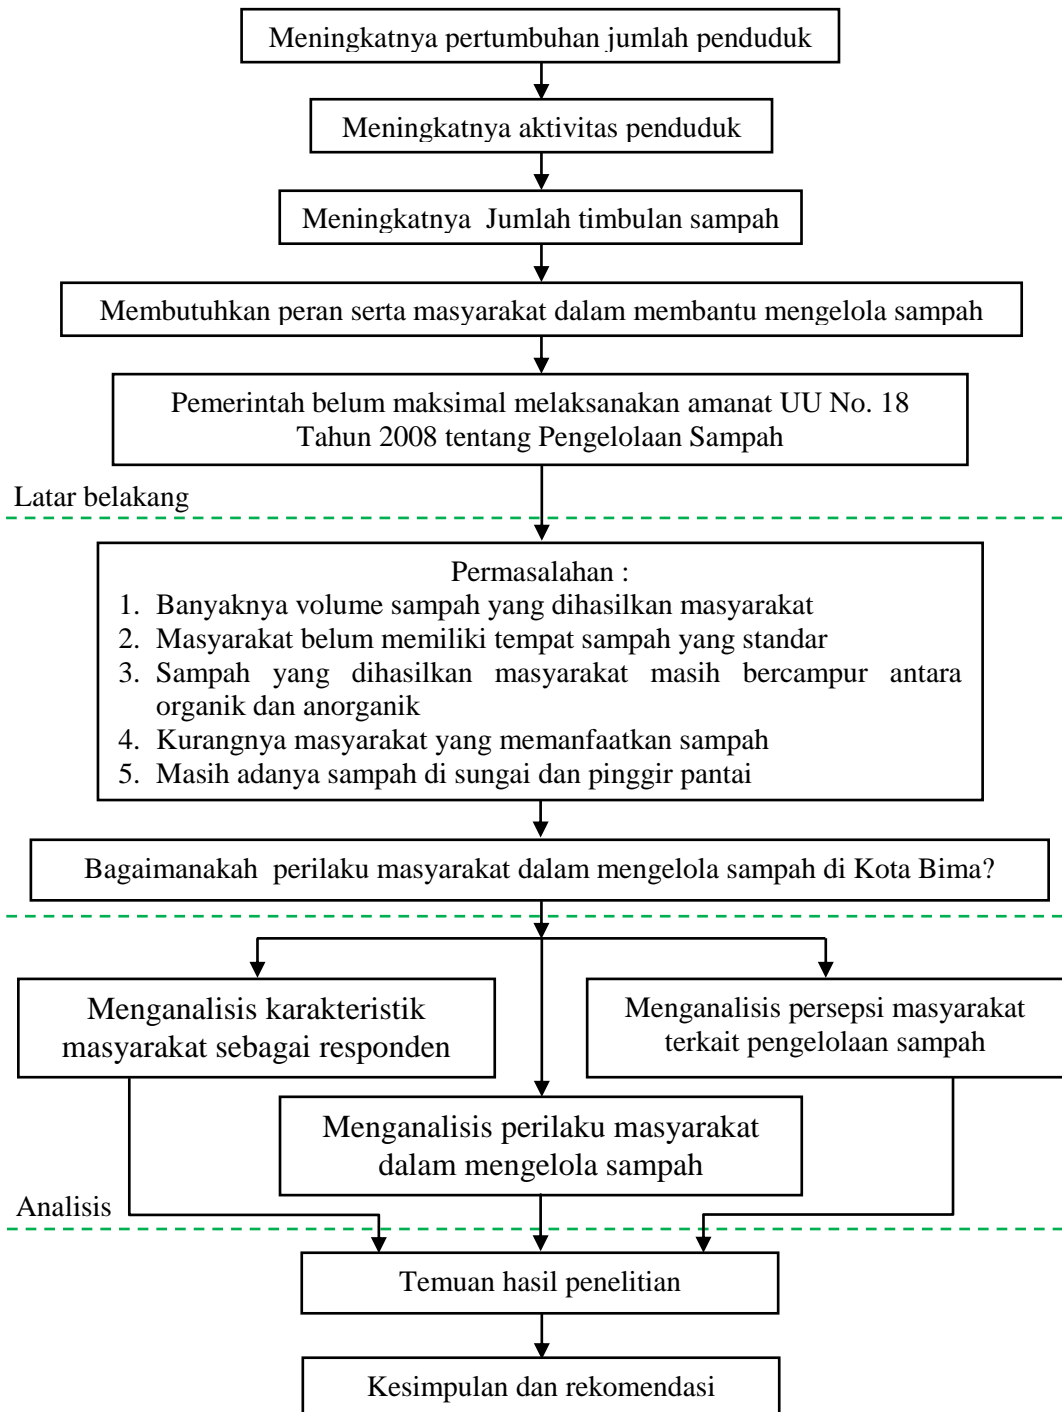 Meningkatnya pertumbuhan jumlah penduduk
Meningkatnya aktivitas penduduk
Meningkatnya Jumlah timbulan sampah
Membutuhkan peran serta masyarakat dalam membantu mengelola sampah
Pemerintah belum maksimal melaksanakan amanat UU No. 18
Tahun 2008 tentang Pengelolaan Sampah
Latar belakang
Permasalahan :
1. Banyaknya volume sampah yang dihasilkan masyarakat
2. Masyarakat belum memiliki tempat sampah yang standar
3. Sampah yang dihasilkan masyarakat masih bercampur antara
organik dan anorganik
4. Kurangnya masyarakat yang memanfaatkan sampah
5. Masih adanya sampah di sungai dan pinggir pantai
Bagaimanakah perilaku masyarakat dalam mengelola sampah di Kota Bima?
Menganalisis karakteristik
masyarakat sebagai responden
Menganalisis persepsi masyarakat
terkait pengelolaan sampah
Menganalisis perilaku masyarakat
dalam mengelola sampah
Analisis
Temuan hasil penelitian
Kesimpulan dan rekomendasi